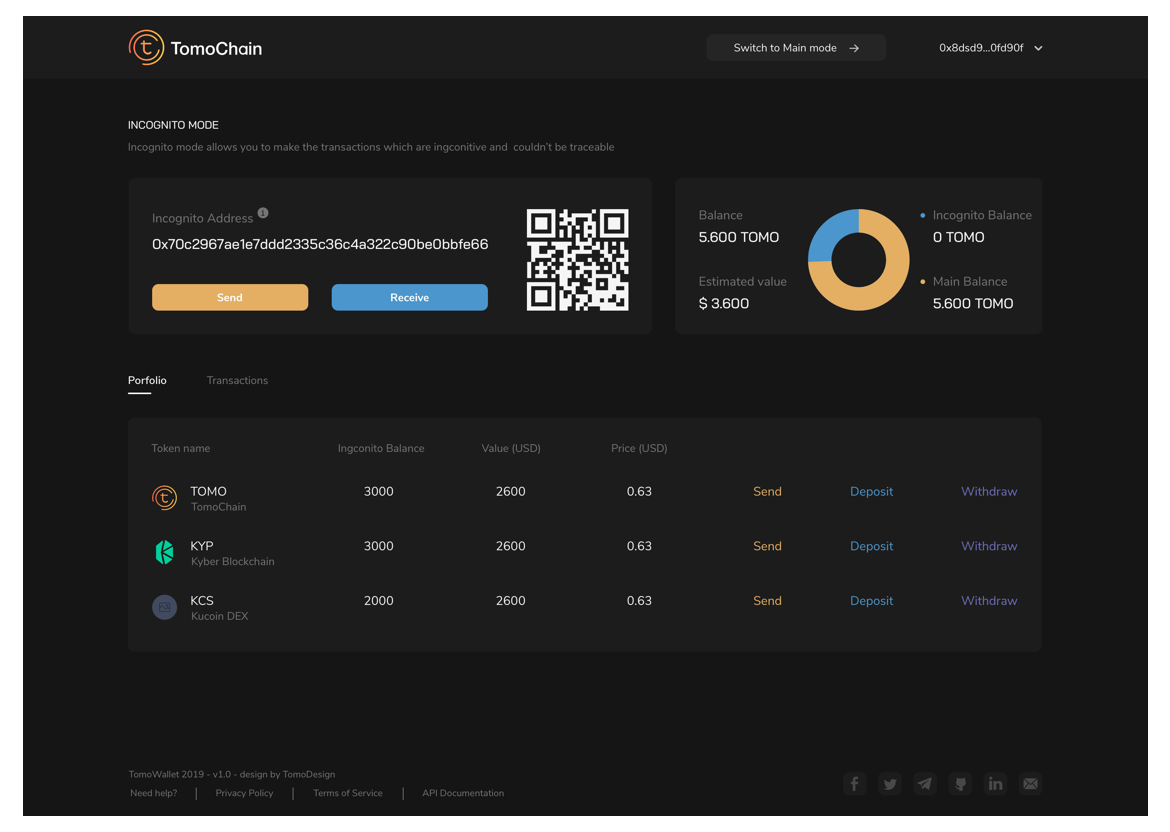 TomoChain
Switch to Main mode →
0x8dsd9...0fd90f
INCOGNITO MODE
Incognito mode allows you to make the transactions which are ingconitive and couldn't be traceable
Incognito Address
0x70c2967ae1e7ddd2335c36c4a322c90be0bbfe66
Send
Receive
Balance
5.600 TOMO
Estimated value
$ 3.600
Incognito Balance
0 TOMO
Main Balance
5.600 TOMO
Porfolio
Transactions
Token name Ingconito Balance Value (USD) Price (USD)
TOMO 3000 2600 0.63 Send Deposit Withdraw
TomoChain
KYP 3000 2600 0.63 Send Deposit Withdraw
Kyber Blockchain
KCS 2000 2600 0.63 Send Deposit Withdraw
Kucoin DEX
TomoWallet 2019 - v1.0 - design by TomoDesign
Need help? | Privacy Policy | Terms of Service | API Documentation